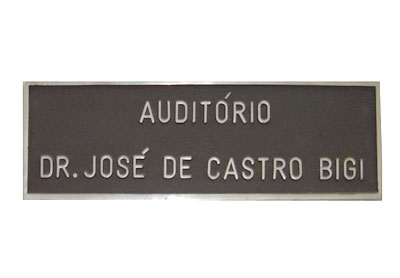 AUDITÓRIO
DR. JOSÉ DE CASTRO BIGI